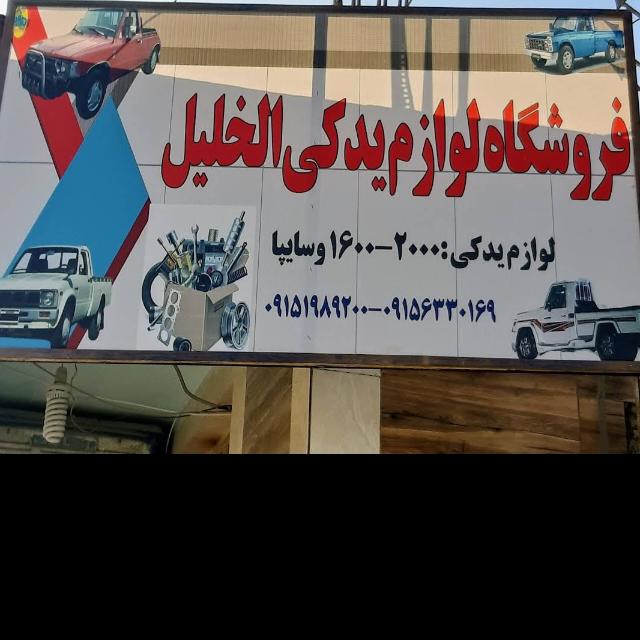 فروشگاه لوازم یدکی الخلیل
لوازم یدکی: ۲۰۰۰-۱۶۰۰ وسایپا
۰۹۱۵۱۹۸۹۲۰۰-۰۹۱۵۶۳۳۰۱۶۹